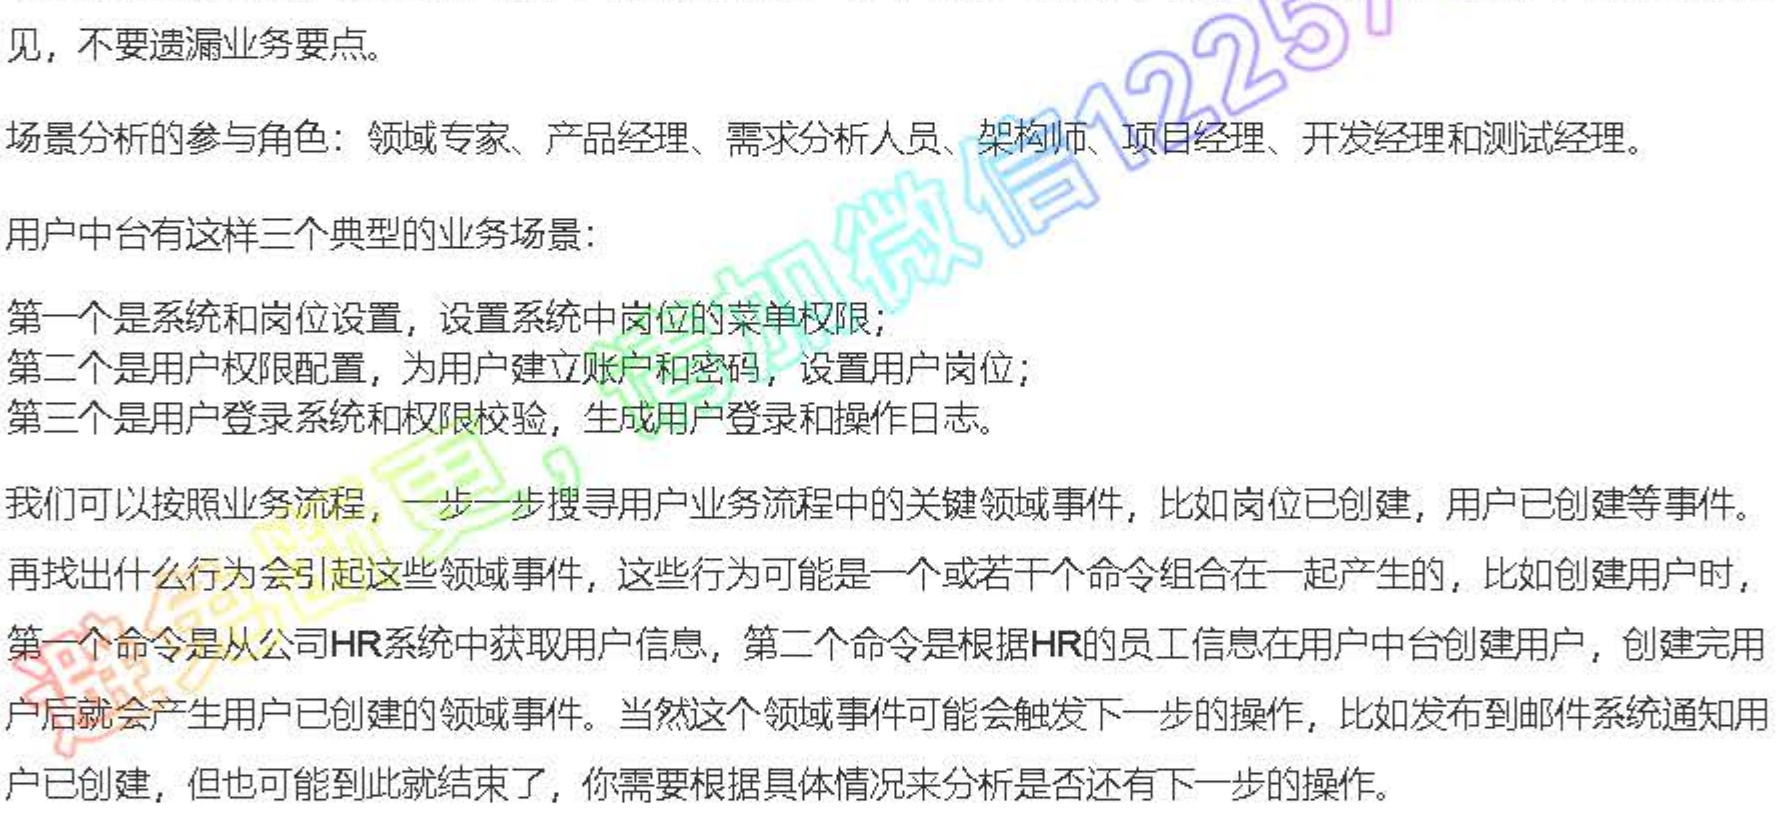 见，不要遗漏业务要点。
场景分析的参与角色：领域专家、产品经理、需求分析人员、架构师、项目经理、开发经理和测试经理。
用户中台有这样三个典型的业务场景：
第一个是系统和岗位设置，设置系统中岗位的菜单权限；
第二个是用户权限配置，为用户建立账户和密码，设置用户岗位；
第三个是用户登录系统和权限校验，生成用户登录和操作日志。
我们可以按照业务流程，一步一步搜寻用户业务流程中的关键领域事件，比如岗位已创建，用户已创建等事件。
再找出什么行为会引起这些领域事件，这些行为可能是一个或若干个命令组合在一起产生的，比如创建用户时，
第一个命令是从公司HR系统中获取用户信息，第二个命令是根据HR的员工信息在用户中台创建用户，创建完用
户后就会产生用户已创建的领域事件。当然这个领域事件可能会触发下一步的操作，比如发布到邮件系统通知用
户已创建，但也可能到此就结束了，你需要根据具体情况来分析是否还有下一步的操作。
避免断更，请加微信1225